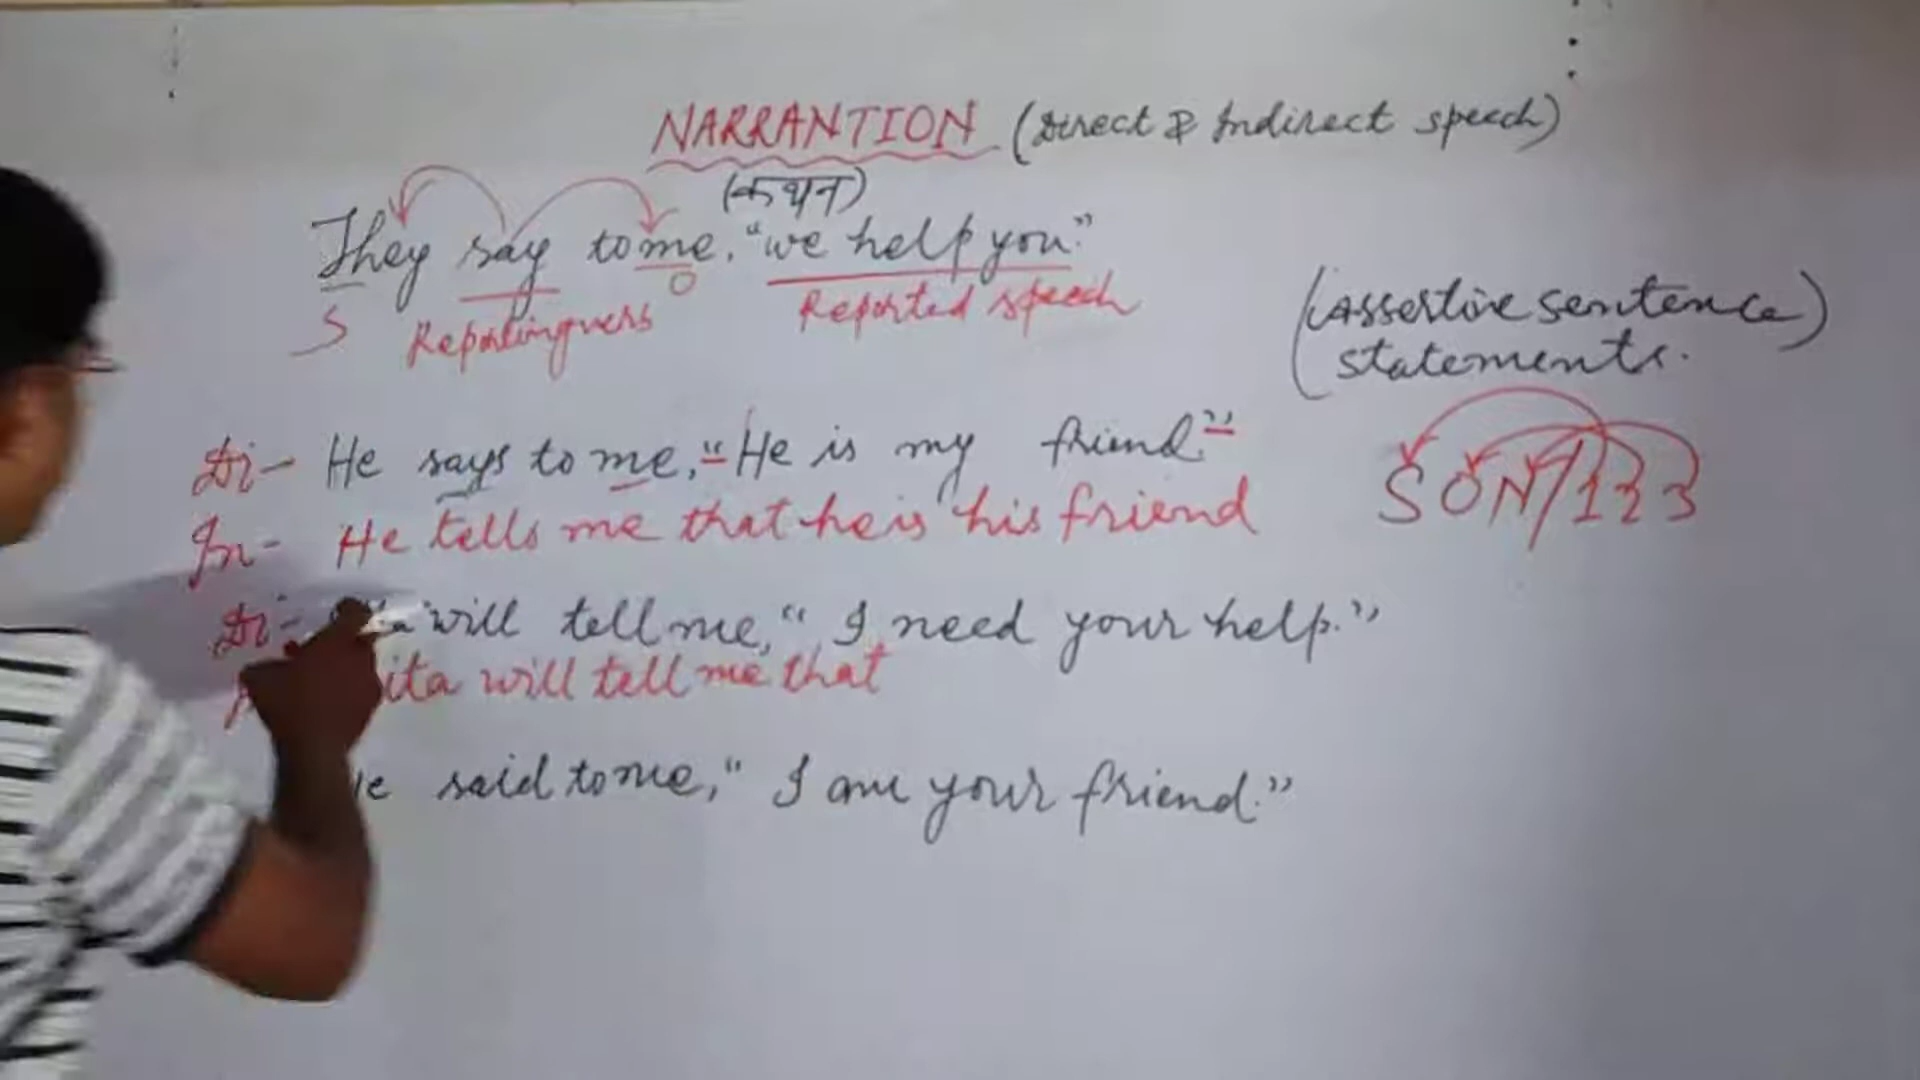 NARRANTION (Direct & Indirect speech)
(कथन)
They say to me, "we help you."
S Reportingverb O Reported speech
(Assertive sentence)
statements.
Di- He says to me, "He is my friend."
SON/123
In- He tells me that he is his friend
Di- will tell me, "I need your help."
ita will tell me that
said to me, "I am your friend."